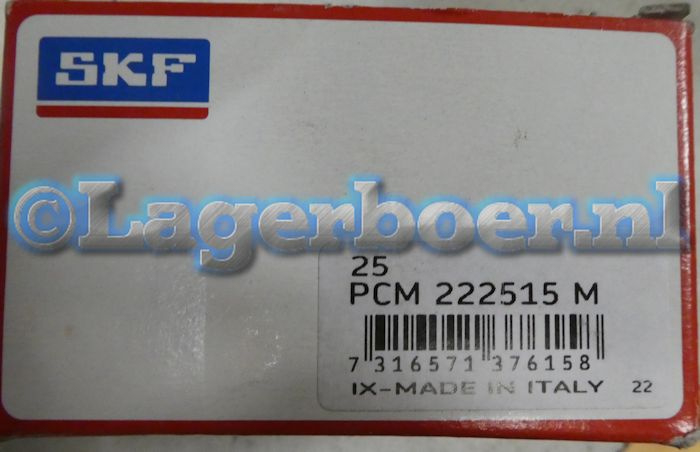 SKF
©Lagerboer.nl
25
PCM 222515 M
7 316571 376158
IX-MADE IN ITALY 22